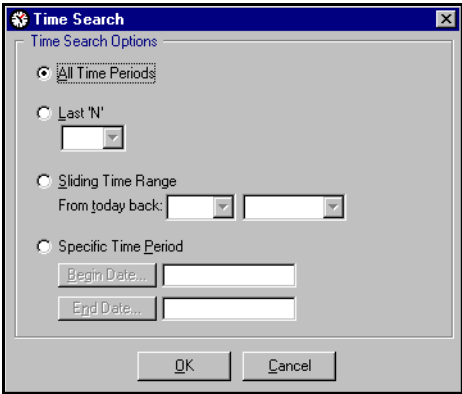 Time Search
Time Search Options
All Time Periods
Last 'N'
Sliding Time Range
From today back:
Specific Time Period
Begin Date...
End Date...
OK
Cancel